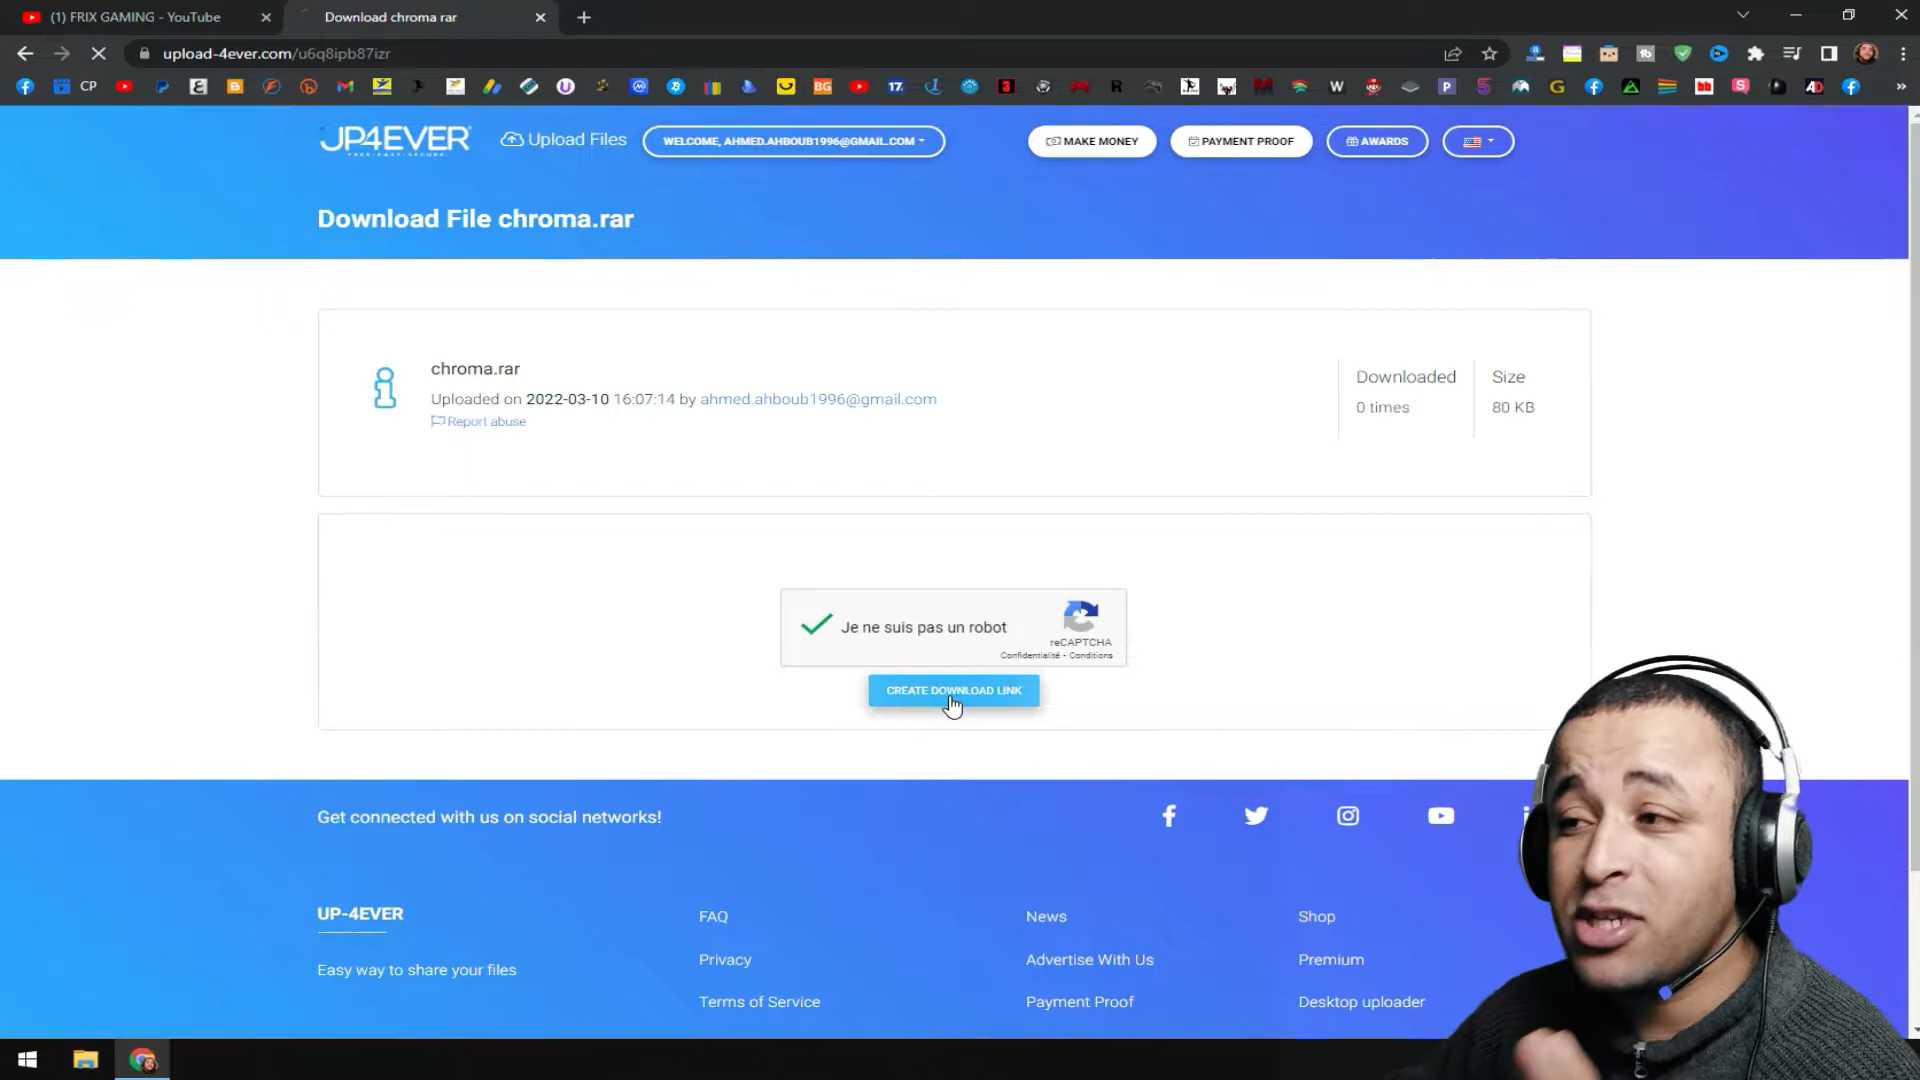 (1) FRIX GAMING - YouTube
Download chroma rar
upload-4ever.com/u6q8ipb87izr
CP
BG
17
W
UP4EVER
Upload Files
WELCOME, AHMED.AHBOUB1996@GMAIL.COM
MAKE MONEY
PAYMENT PROOF
AWARDS
Download File chroma.rar
chroma.rar
Uploaded on 2022-03-10 16:07:14 by ahmed.ahboub1996@gmail.com
Report abuse
Downloaded
0 times
Size
80 KB
Je ne suis pas un robot
reCAPTCHA
Confidentialité - Conditions
CREATE DOWNLOAD LINK
Get connected with us on social networks!
UP-4EVER
Easy way to share your files
FAQ
Privacy
Terms of Service
News
Advertise With Us
Payment Proof
Shop
Premium
Desktop uploader